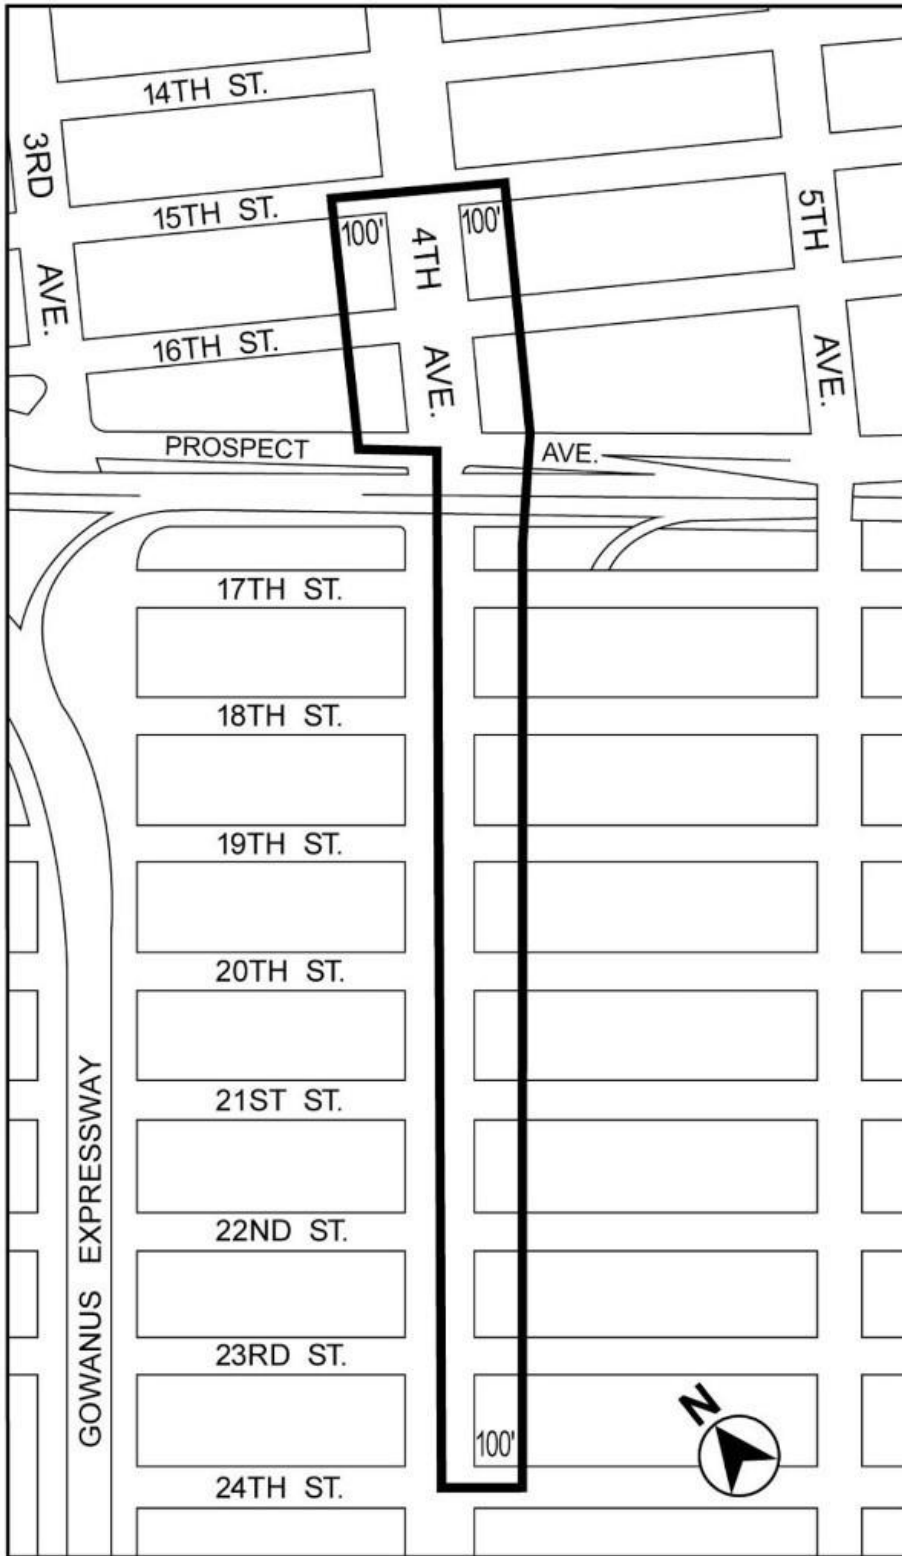 14TH ST.
3RD
AVE.
15TH ST.
100'
4TH
AVE.
100'
5TH
AVE.
16TH ST.
PROSPECT
AVE.
17TH ST.
18TH ST.
19TH ST.
20TH ST.
GOWANUS EXPRESSWAY
21ST ST.
22ND ST.
23RD ST.
N
100'
24TH ST.